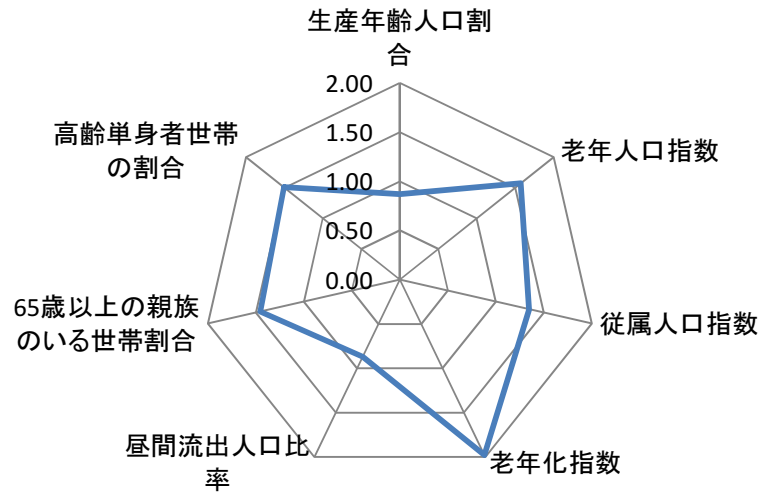 生産年齢人口割
合
2.00
1.50
1.00
0.50
0.00
老年人口指数
従属人口指数
老年化指数
昼間流出人口比
率
65歳以上の親族
のいる世帯割合
高齢単身者世帯
の割合